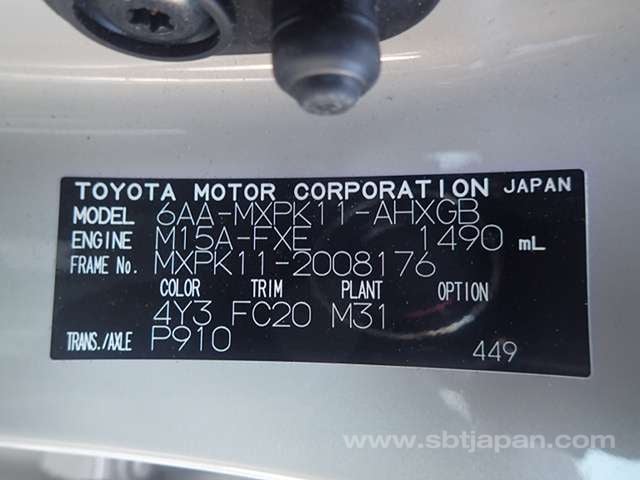 TOYOTA MOTOR CORPORATION JAPAN
MODEL 6AA-MXPK11-AHXGB
ENGINE M15A-FXE 1490 mL
FRAME No. MXPK11-2008176
COLOR TRIM PLANT OPTION
4Y3 FC20 M31
TRANS./AXLE P910 449
www.sbtjapan.com